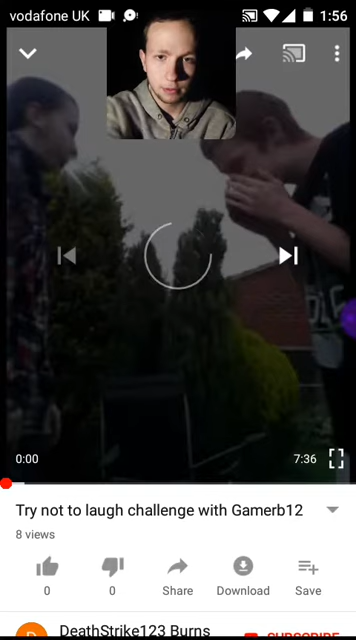 vodafone UK 1:56
0:00 7:36
Try not to laugh challenge with Gamerb12
8 views
0 0 Share Download Save
D DeathStrike123 Burns SUBSCRIBE